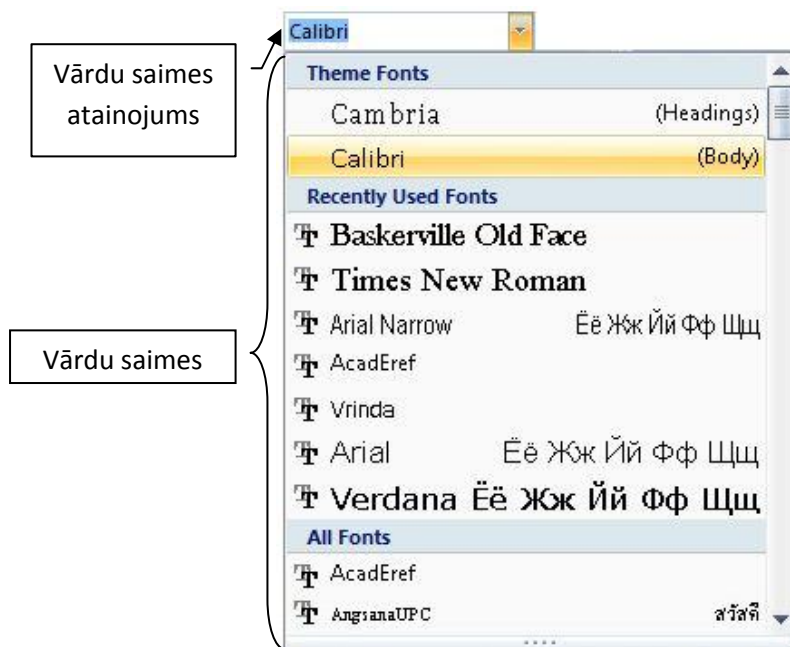 Vārdu saimes
atainojums
Vārdu saimes
Calibri
Theme Fonts
Cambria (Headings)
Calibri (Body)
Recently Used Fonts
Baskerville Old Face
Times New Roman
Arial Narrow Ёё Жж Йй Фф Щщ
AcadEref
Vrinda
Arial Ёё Жж Йй Фф Щщ
Verdana Ёё Жж Йй Фф Щщ
All Fonts
AcadEref
AngsanaUPC สวัสดี